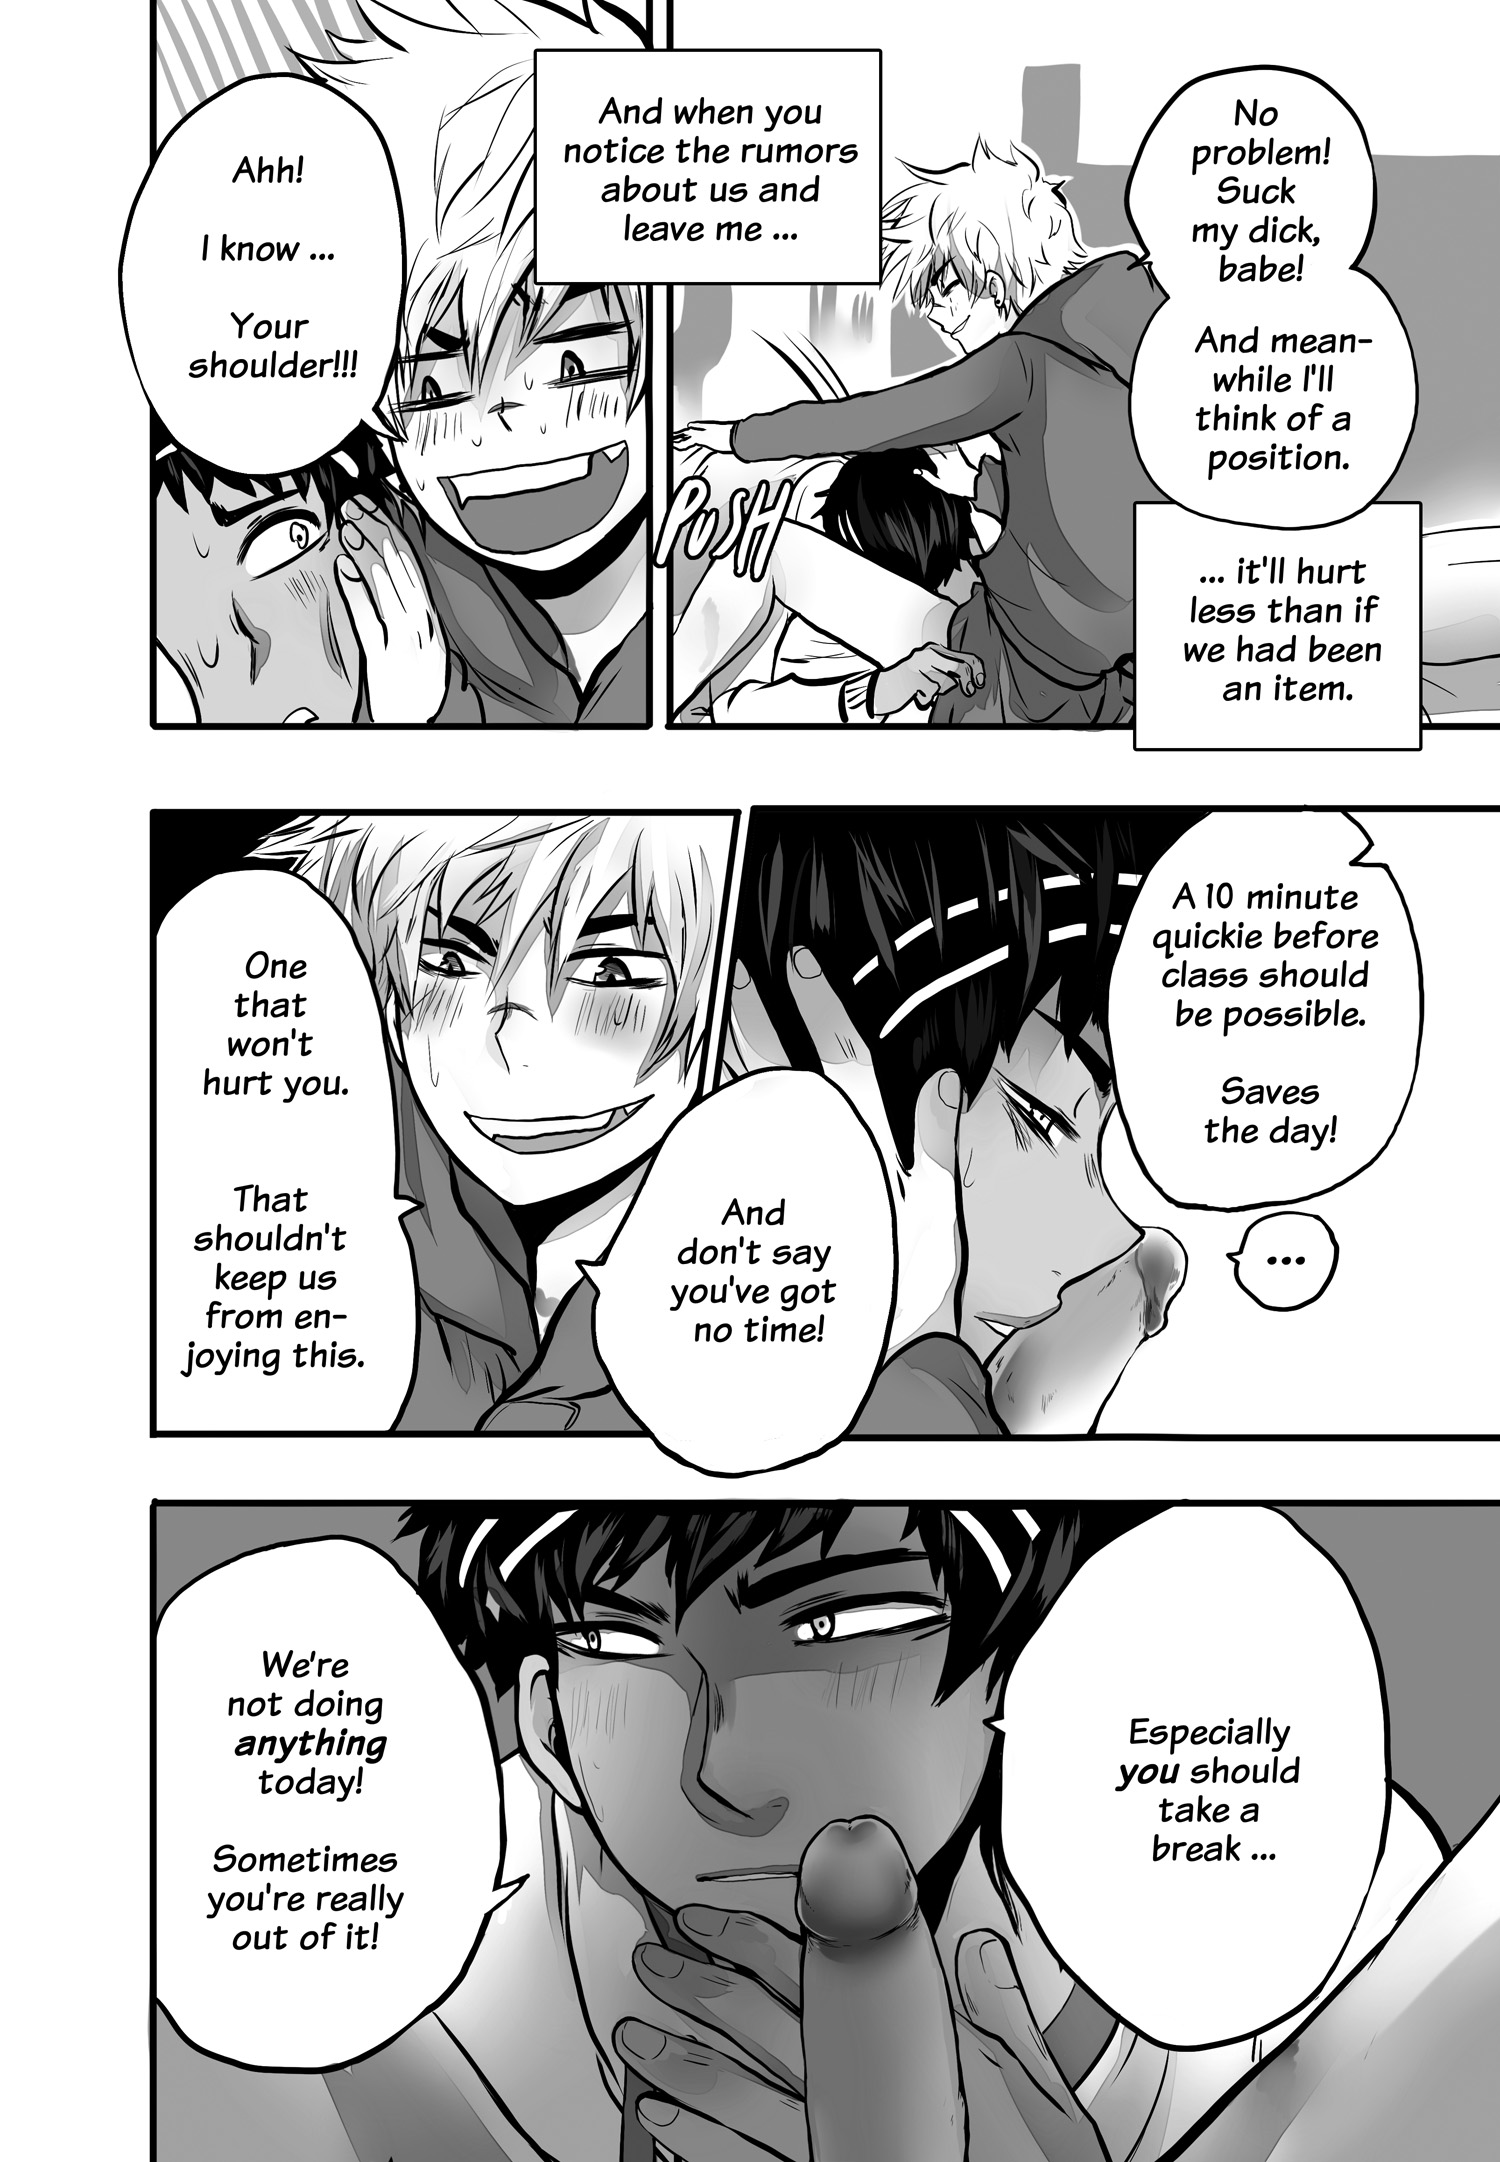 Ahh!
I know ...
Your
shoulder!!!
And when you
notice the rumors
about us and
leave me ...
No
problem!
Suck
my dick,
babe!
And mean-
while I'll
think of a
position.
PUSH
... it'll hurt
less than if
we had been
an item.
One
that
won't
hurt you.
That
shouldn't
keep us
from en-
joying this.
And
don't say
you've got
no time!
A 10 minute
quickie before
class should
be possible.
Saves
the day!
...
We're
not doing
anything
today!
Sometimes
you're really
out of it!
Especially
you should
take a
break ...